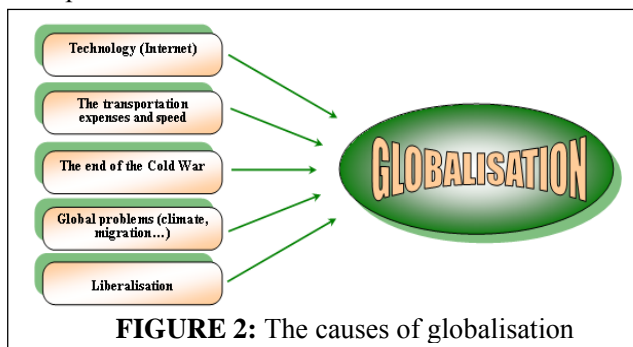 Technology (Internet)
The transportation
expenses and speed
The end of the Cold War
Global problems (climate,
migration...)
Liberalisation
GLOBALISATION
FIGURE 2: The causes of globalisation